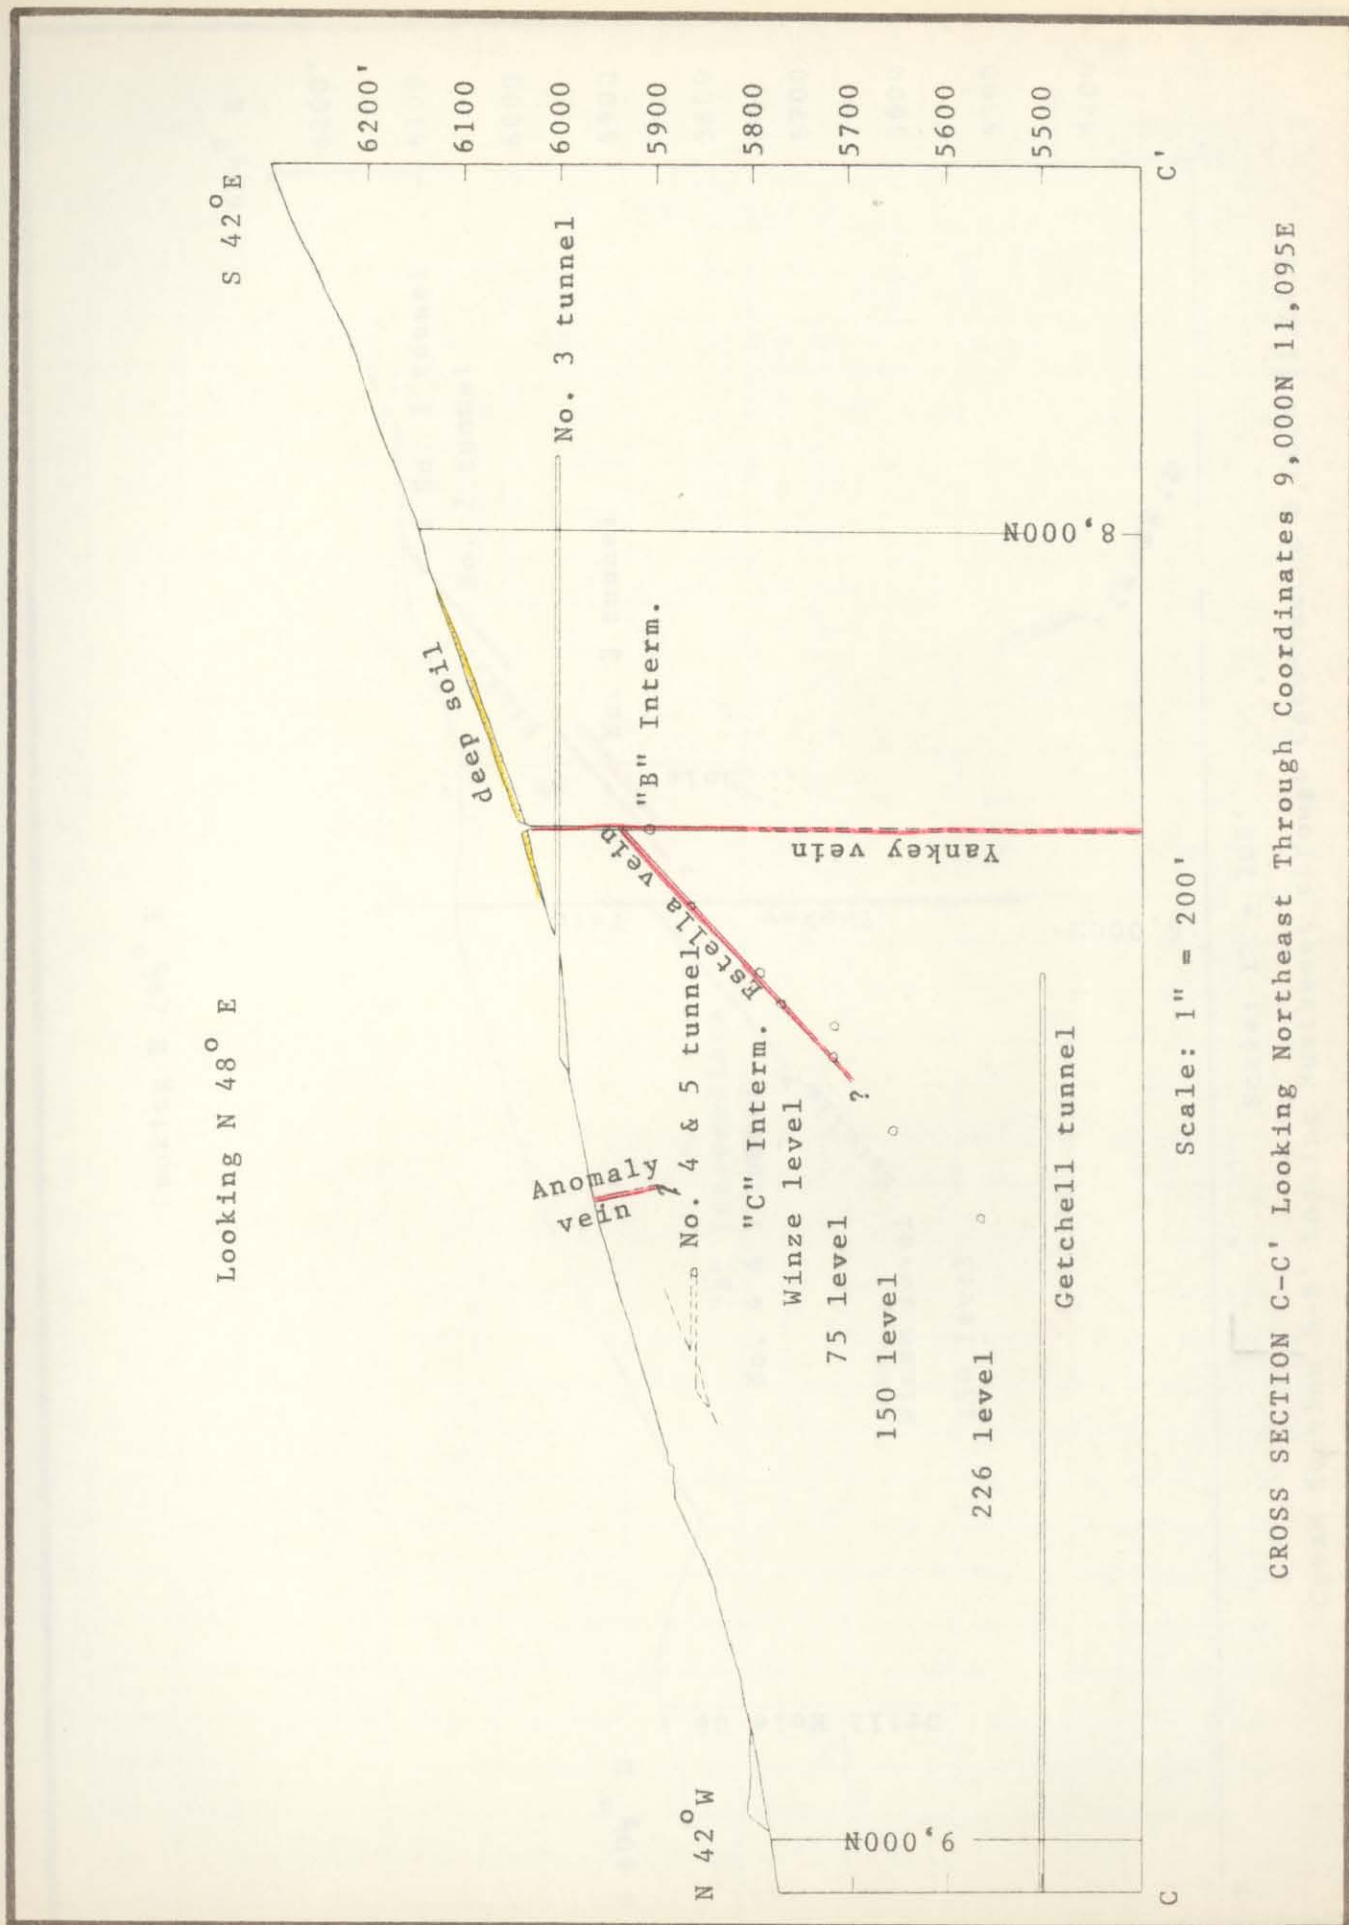 Looking N 48° E
S 42°E
N 42°W
6200'
6100
6000
5900
5800
5700
5600
5500
deep soil
No. 3 tunnel
Anomaly
vein
?
Estella vein
?
"B" Interm.
Yankey vein
No. 4 & 5 tunnel
"C" Interm.
Winze level
75 level
150 level
226 level
Getchell tunnel
8,000N
9,000N
C
C'
Scale: 1" = 200'
CROSS SECTION C-C' Looking Northeast Through Coordinates 9,000N 11,095E